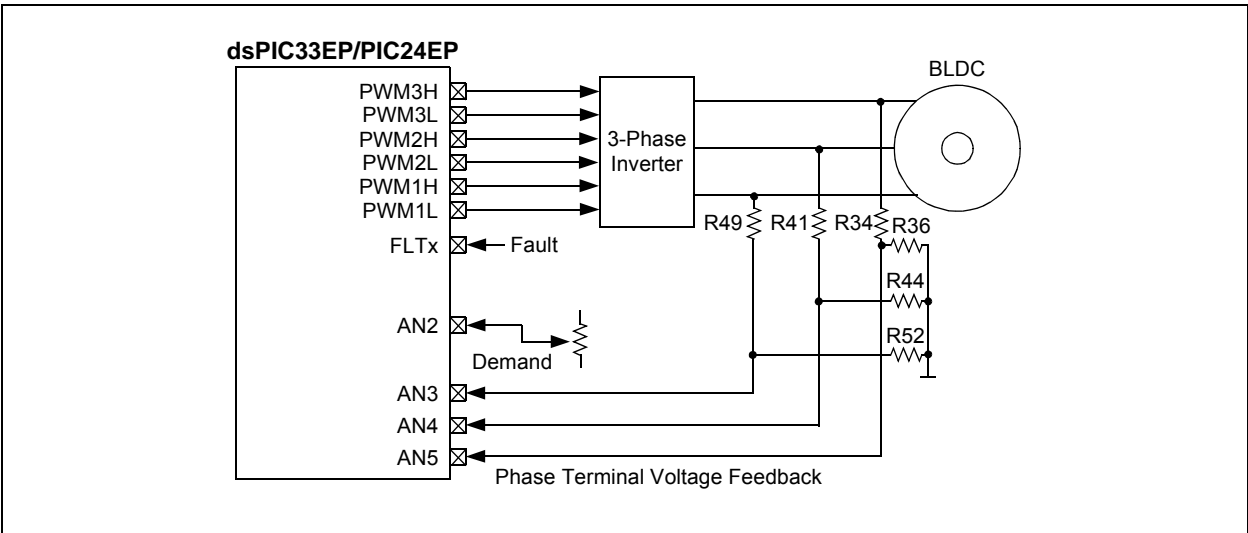 dsPIC33EP/PIC24EP
BLDC
PWM3H
PWM3L
PWM2H
PWM2L
PWM1H
PWM1L
3-Phase
Inverter
R49
R41
R34
R36
FLTx
Fault
R44
AN2
R52
Demand
AN3
AN4
AN5
Phase Terminal Voltage Feedback